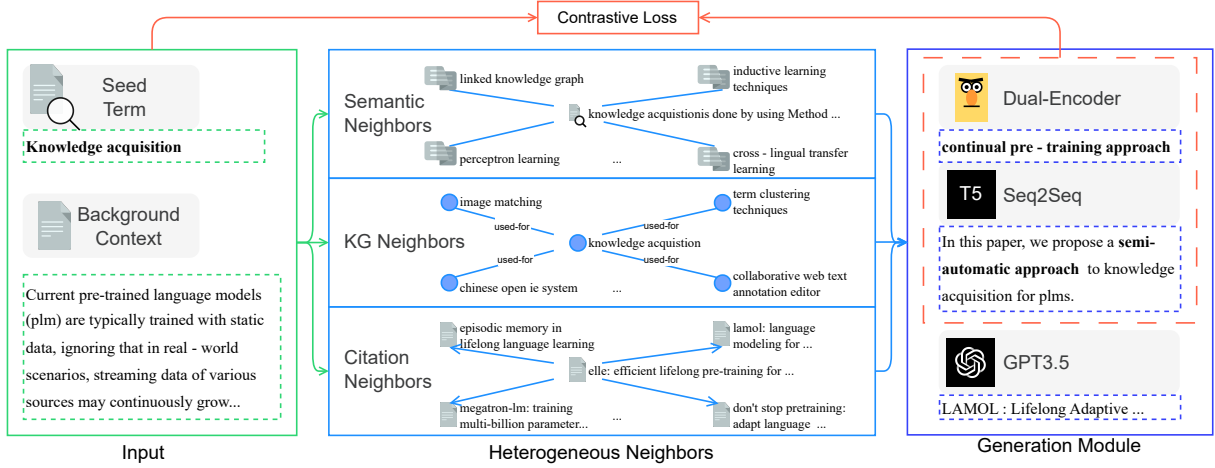 Contrastive Loss
Seed
Term
Knowledge acquisition
Background
Context
Current pre-trained language models
(plm) are typically trained with static
data, ignoring that in real - world
scenarios, streaming data of various
sources may continuously grow...
Input
Semantic
Neighbors
linked knowledge graph
inductive learning
techniques
knowledge acqustionis done by using Method ...
perceptron learning
...
cross - lingual transfer
learning
KG Neighbors
image matching
term clustering
techniques
used-for
used-for
knowledge acqustion
used-for
used-for
chinese open ie system
...
collaborative web text
annotation editor
Citation
Neighbors
episodic memory in
lifelong language learning
lamol: language
modeling for ...
elle: efficient lifelong pre-training for ...
megatron-lm: training
multi-billion parameter...
...
don't stop pretraining:
adapt language ...
Heterogeneous Neighbors
Dual-Encoder
continual pre - training approach
T5
Seq2Seq
In this paper, we propose a semi-
automatic approach to knowledge
acquisition for plms.
GPT3.5
LAMOL : Lifelong Adaptive ...
Generation Module